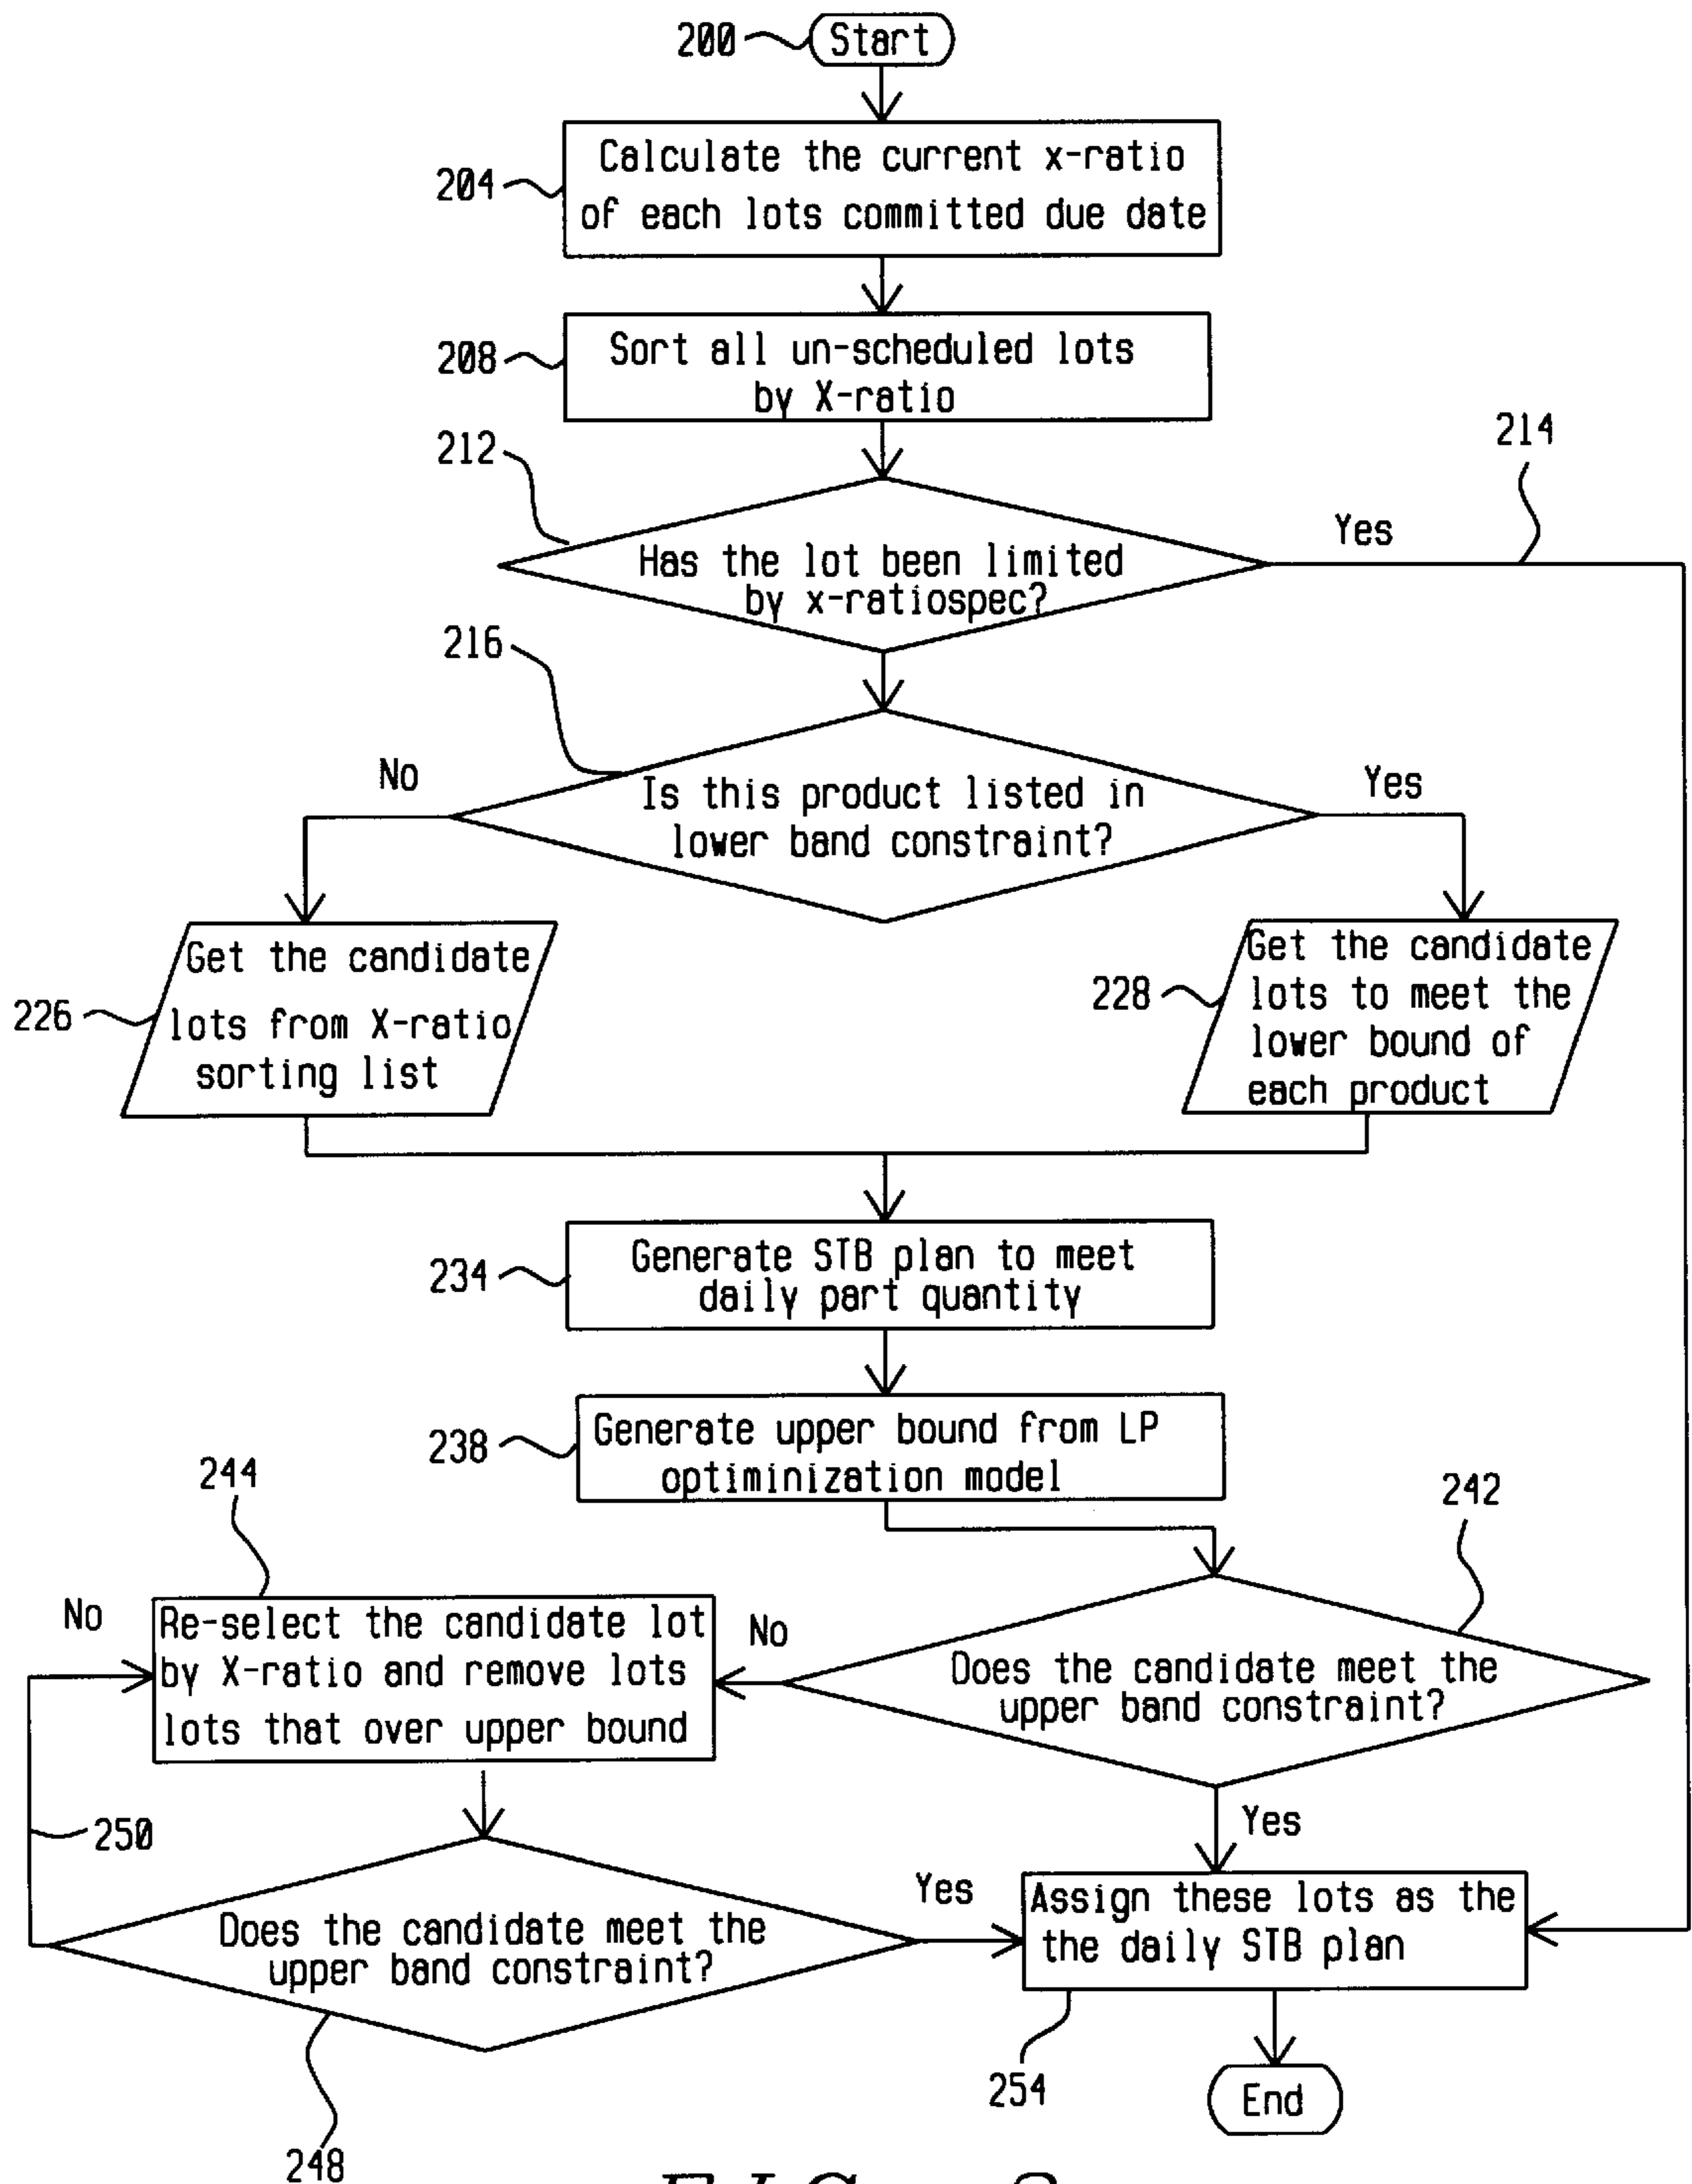 200
Start
204
Calculate the current x-ratio
of each lots committed due date
208
Sort all un-scheduled lots
by X-ratio
212
214
Yes
Has the lot been limited
by x-ratiospec?
216
No
Yes
Is this product listed in
lower band constraint?
226
Get the candidate
lots from X-ratio
sorting list
228
Get the candidate
lots to meet the
lower bound of
each product
234
Generate STB plan to meet
daily part quantity
238
Generate upper bound from LP
optiminization model
244
242
No
Re-select the candidate lot
by X-ratio and remove lots
lots that over upper bound
No
Does the candidate meet the
upper band constraint?
250
Yes
Yes
Does the candidate meet the
upper band constraint?
Assign these lots as the
the daily STB plan
254
End
248